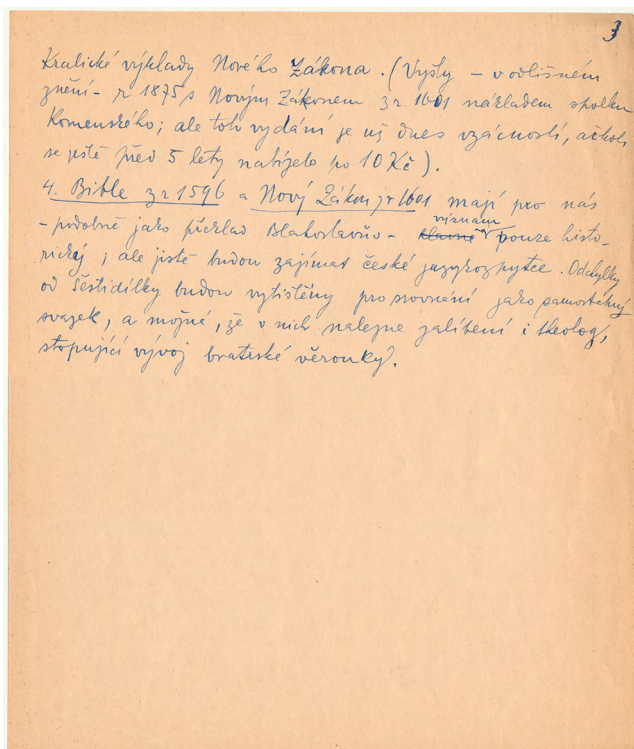 3
Kralické výklady Nového Zákona. (Vyšly – v odlišném
znění – r 1875 s Novým Zákonem z r. 1601 nákladem spolku
Komenského; ale toto vydání je už dnes vzácností, ačkoli
se ještě před 5 lety nabízelo po 10 Kč).
4. Bible z r 1596 a Nový Zákon z r 1601 mají pro nás
význam
– podobně jako překlad Blahoslavův – hlavně pouze histo-
rický; ale jistě budou zajímat české jazykozpytce. Odchylky
od Šestidílky budou vytištěny pro srovnání jako samostatný
svazek, a možné, že v nich nalezne zalíbení i theolog,
stopující vývoj bratrské věrouky.